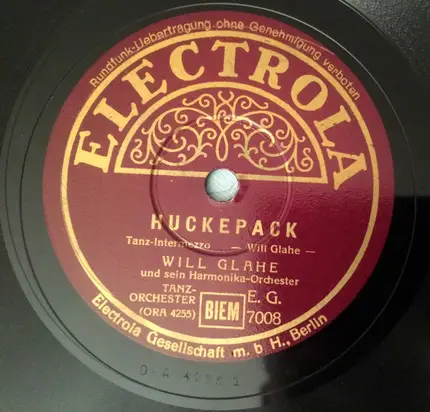 Rundfunk-Uebertragung ohne Genehmigung verboten
ELECTROLA
HUCKEPACK
Tanz-Intermezzo — Will Glahe —
WILL GLAHE
und sein Harmonika-Orchester
TANZ-
ORCHESTER
(ORA 4255)
BIEM
E. G.
7008
Electrola Gesellschaft m. b H., Berlin